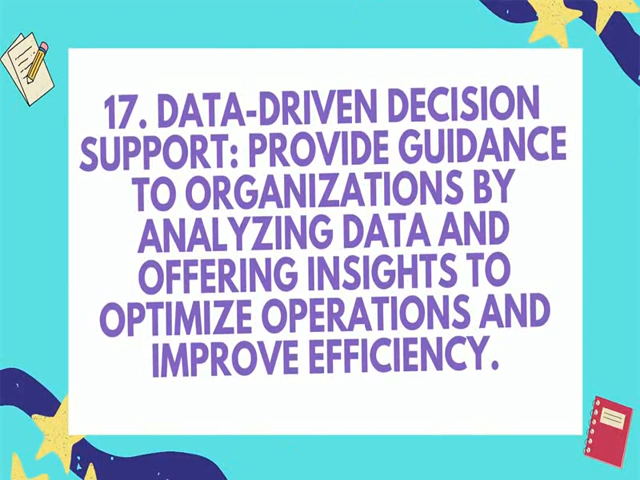 17. DATA-DRIVEN DECISION
SUPPORT: PROVIDE GUIDANCE
TO ORGANIZATIONS BY
ANALYZING DATA AND
OFFERING INSIGHTS TO
OPTIMIZE OPERATIONS AND
IMPROVE EFFICIENCY.